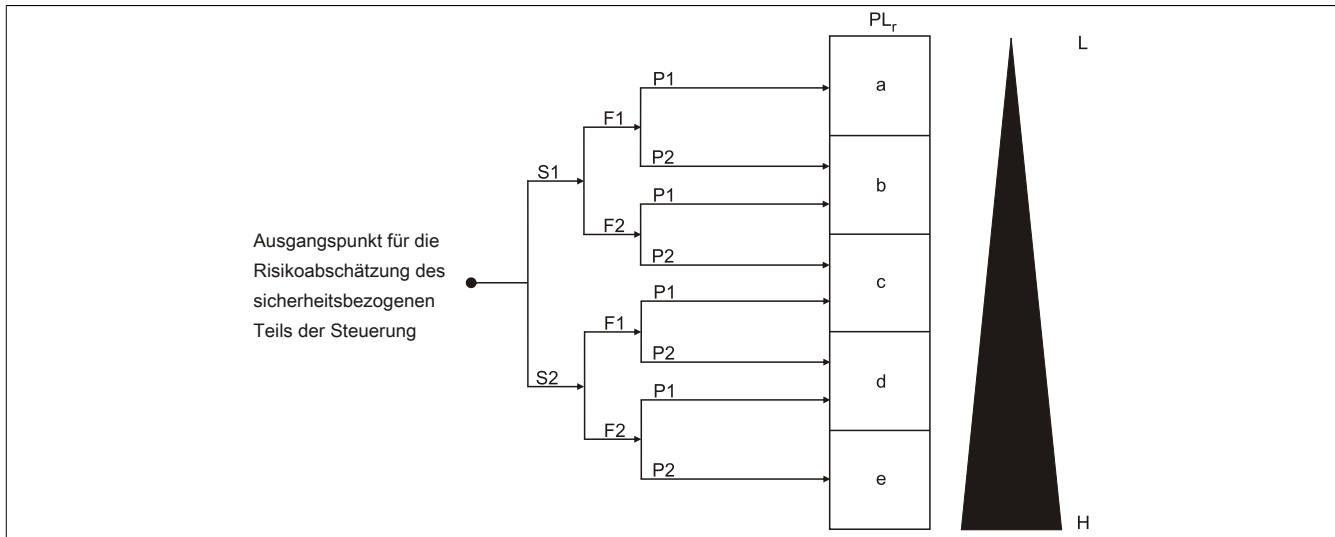 PLr
L
P1
a
F1
P2
S1
b
P1
F2
Ausgangspunkt für die
Risikoabschätzung des
sicherheitsbezogenen
Teils der Steuerung
P2
c
P1
F1
P2
S2
d
P1
F2
P2
e
H